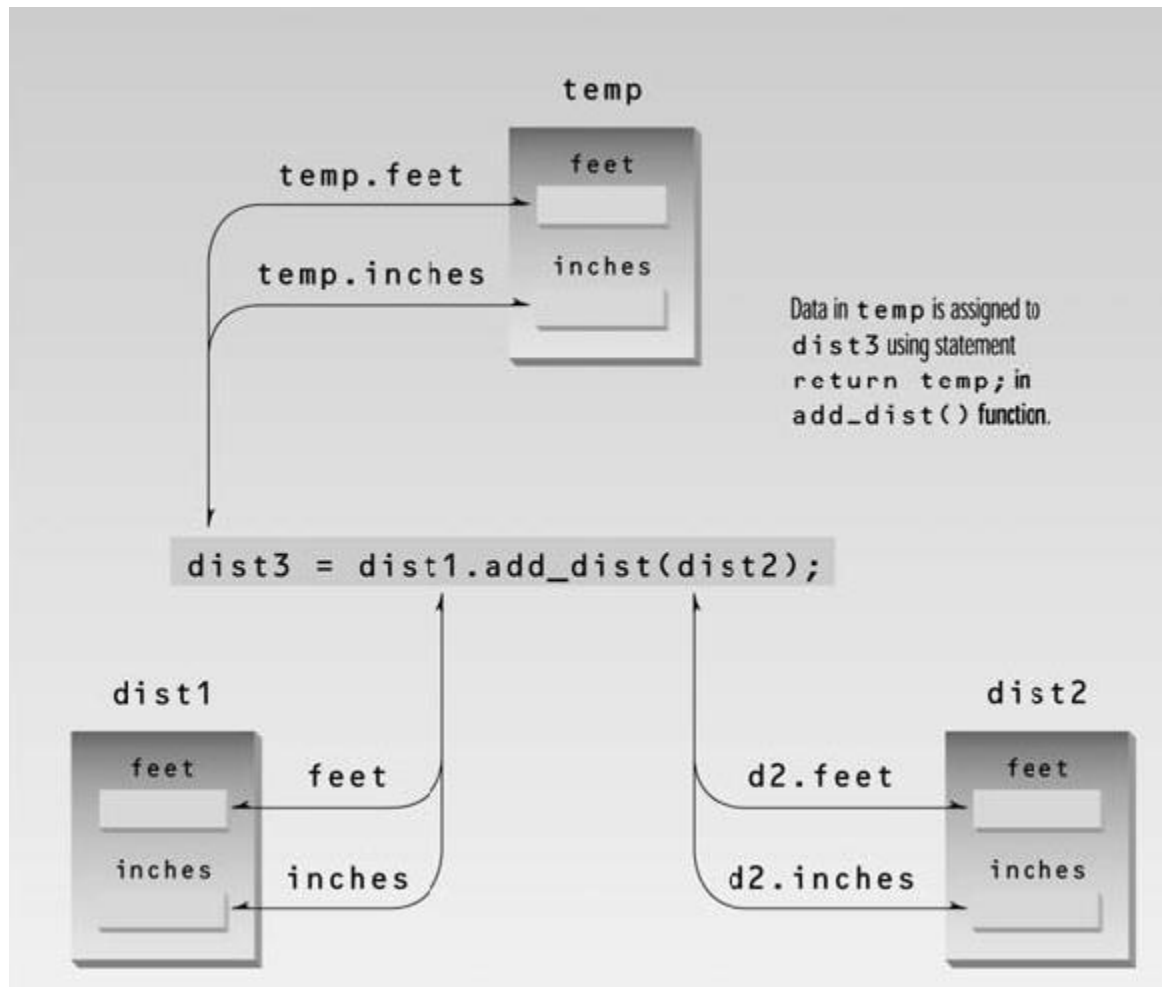 temp
feet
temp.feet
inches
temp.inches
Data in temp is assigned to
dist3 using statement
return temp; in
add_dist() function.
dist3 = dist1.add_dist(dist2);
dist1
dist2
feet
feet
d2.feet
feet
inches
inches
d2.inches
inches